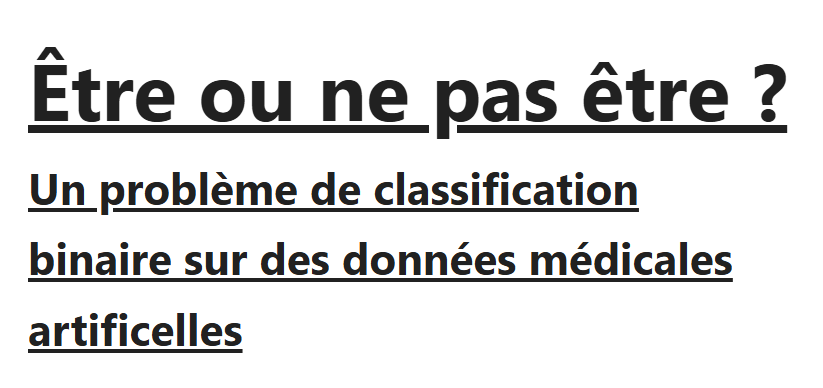 Être ou ne pas être ?
Un problème de classification
binaire sur des données médicales
artificelles